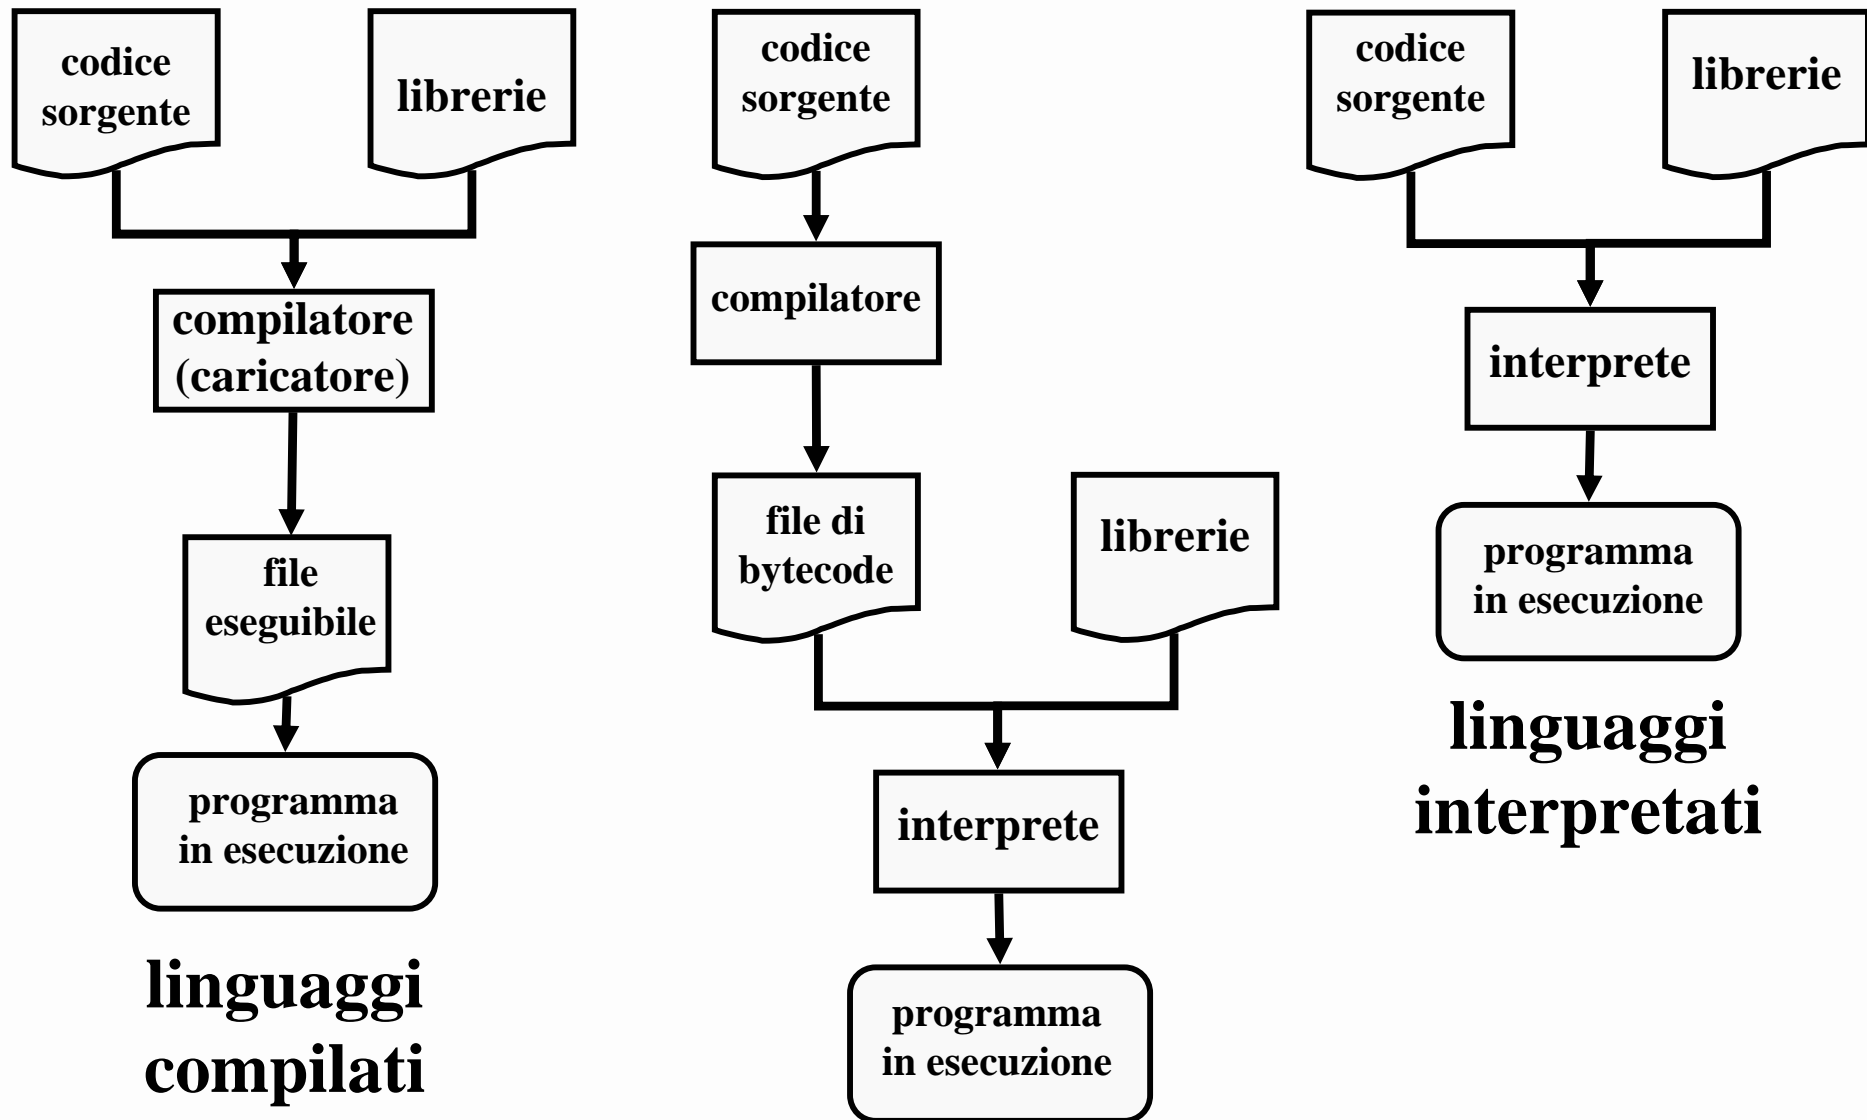 codice
sorgente
librerie
compilatore
(caricatore)
file
eseguibile
programma
in esecuzione
linguaggi
compilati
codice
sorgente
compilatore
file di
bytecode
librerie
interprete
programma
in esecuzione
codice
sorgente
librerie
interprete
programma
in esecuzione
linguaggi
interpretati